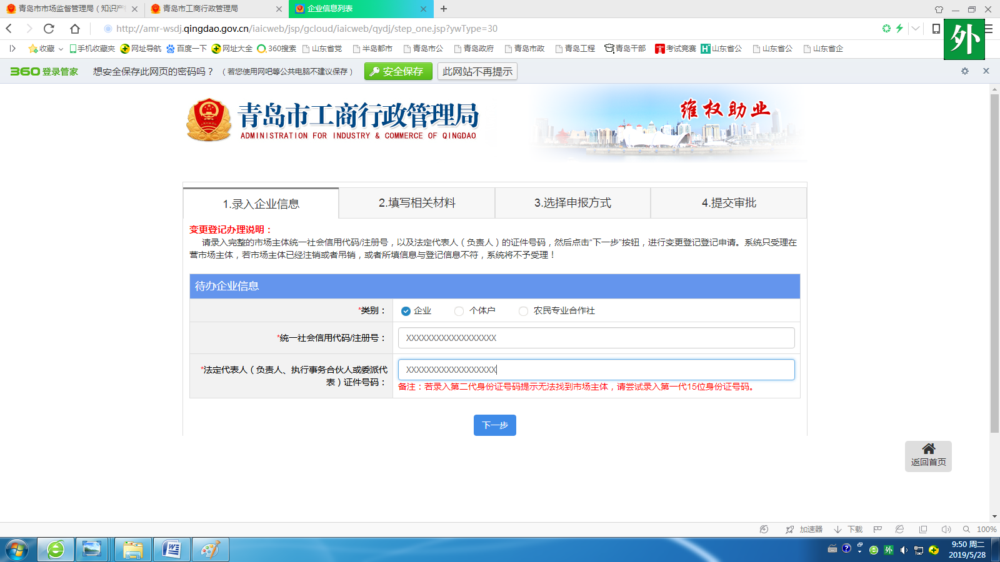 青岛市市场监督管理局（知识产
青岛市工商行政管理局
企业信息列表
http://amr-wsdj.qingdao.gov.cn/iaicweb/jsp/gcloud/iaicweb/qydj/step_one.jsp?ywType=30
外
收藏 手机收藏夹 网址导航 百度一下 网址大全 360搜索 山东省党 半岛都市 青岛市公 青岛政府 青岛市政 青岛工程 青岛干部 考试竞赛 山东省公 山东省公 山东省企
360登录管家 想安全保存此网页的密码吗？（若您使用网吧等公共电脑不建议保存） 安全保存 此网站不再提示
青岛市工商行政管理局
ADMINISTRATION FOR INDUSTRY & COMMERCE OF QINGDAO
维权助业
1.录入企业信息 2.填写相关材料 3.选择申报方式 4.提交审批
变更登记办理说明：
请录入完整的市场主体统一社会信用代码/注册号，以及法定代表人（负责人）的证件号码，然后点击“下一步”按钮，进行变更登记登记申请。系统只受理在
营市场主体，若市场主体已经注销或者吊销，或者所填信息与登记信息不符，系统将不予受理！
待办企业信息
*类别： 企业 个体户 农民专业合作社
*统一社会信用代码/注册号： XXXXXXXXXXXXXXXXXX
*法定代表人（负责人、执行事务合伙人或委派代
表）证件号码：
XXXXXXXXXXXXXXXXXX
备注：若录入第二代身份证号码提示无法找到市场主体，请尝试录入第一代15位身份证号码。
下一步
返回首页
加速器 下载 100%
外
9:50 周二
2019/5/28